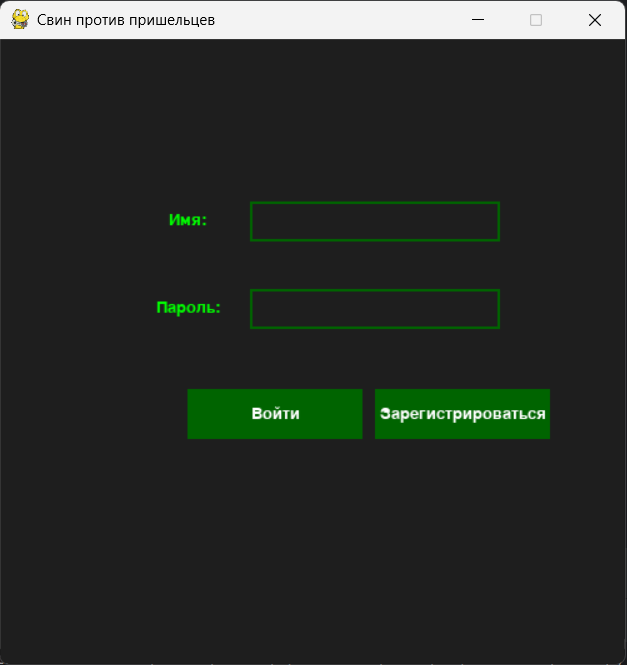 Свин против пришельцев
Имя:
Пароль:
Войти Зарегистрироваться